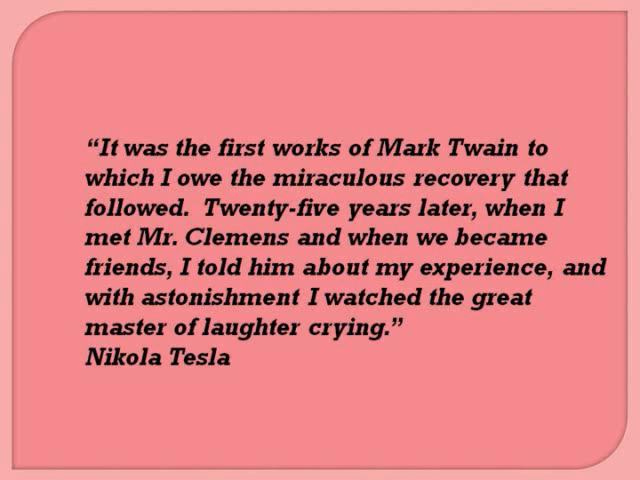 “It was the first works of Mark Twain to
which I owe the miraculous recovery that
followed.  Twenty-five years later, when I
met Mr. Clemens and when we became
friends, I told him about my experience, and
with astonishment I watched the great
master of laughter crying.”
Nikola Tesla